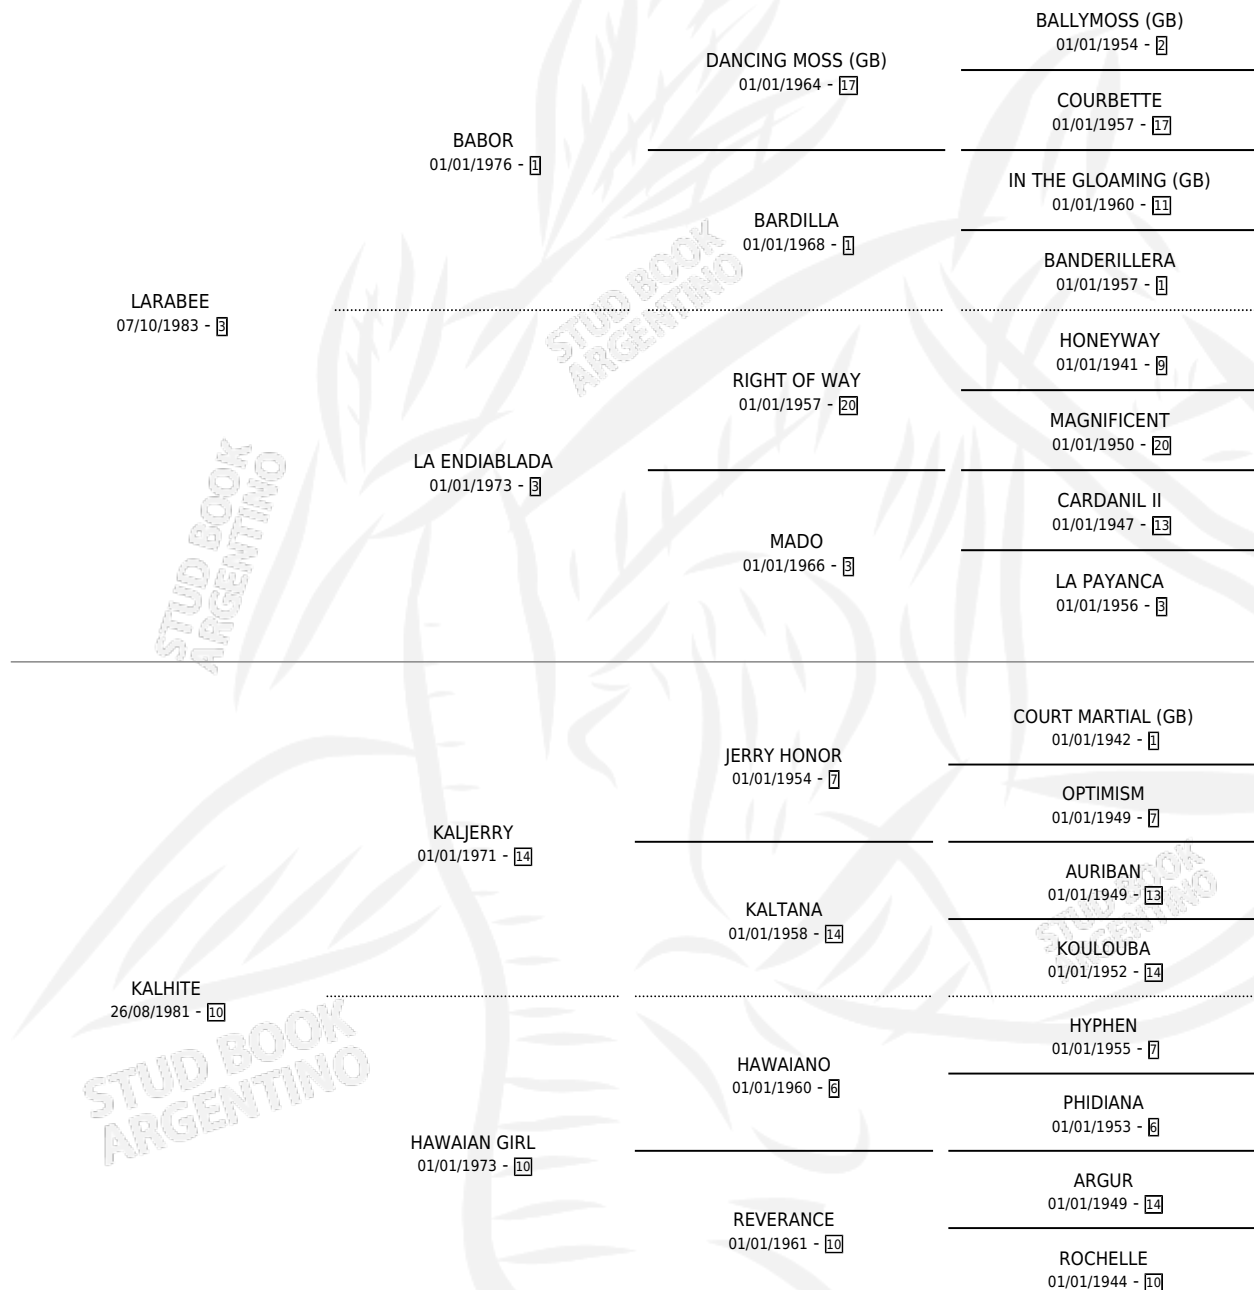 BALLYMOSS (GB)
01/01/1954 - 2
DANCING MOSS (GB)
01/01/1964 - 17
COURBETTE
01/01/1957 - 17
BABOR
01/01/1976 - 1
IN THE GLOAMING (GB)
01/01/1960 - 11
BARDILLA
01/01/1968 - 1
BANDERILLERA
01/01/1957 - 1
LARABEE
07/10/1983 - 3
HONEYWAY
01/01/1941 - 9
RIGHT OF WAY
01/01/1957 - 20
MAGNIFICENT
01/01/1950 - 20
LA ENDIABLADA
01/01/1973 - 3
CARDANIL II
01/01/1947 - 13
MADO
01/01/1966 - 3
LA PAYANCA
01/01/1956 - 3
STUD BOOK
ARGENTINO
STUD BOOK
ARGENTINO
COURT MARTIAL (GB)
01/01/1942 - 1
JERRY HONOR
01/01/1954 - 7
OPTIMISM
01/01/1949 - 7
KALJERRY
01/01/1971 - 14
AURIBAN
01/01/1949 - 13
KALTANA
01/01/1958 - 14
KOULOUBA
01/01/1952 - 14
STUD BOOK
ARGENTINO
KALHITE
26/08/1981 - 10
HYPHEN
01/01/1955 - 7
HAWAIANO
01/01/1960 - 6
PHIDIANA
01/01/1953 - 6
STUD BOOK
ARGENTINO
HAWAIAN GIRL
01/01/1973 - 10
ARGUR
01/01/1949 - 14
REVERANCE
01/01/1961 - 10
ROCHELLE
01/01/1944 - 10